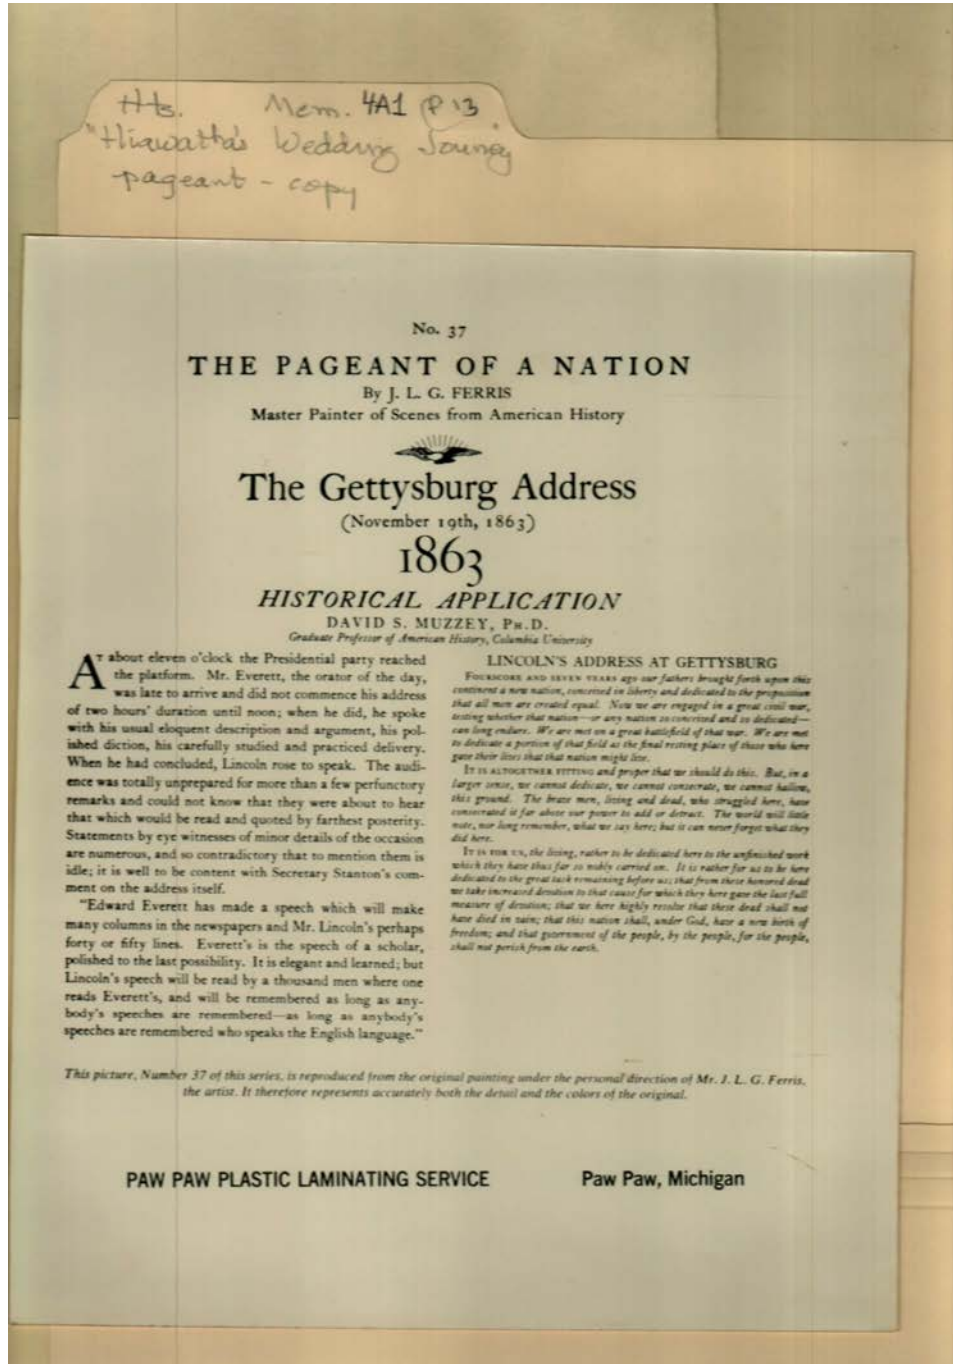 Hts. Mem. 4A1 P 13
"Hiawatha's Wedding Journey
pageant - copy
No. 37
THE PAGEANT OF A NATION
By J. L. G. FERRIS
Master Painter of Scenes from American History
The Gettysburg Address
(November 19th, 1863)
1863
HISTORICAL APPLICATION
DAVID S. MUZZEY, PH.D.
Graduate Professor of American History, Columbia University
AT about eleven o'clock the Presidential party reached
the platform. Mr. Everett, the orator of the day,
was late to arrive and did not commence his address
of two hours' duration until noon; when he did, he spoke
with his usual eloquent description and argument, his pol-
ished diction, his carefully studied and practiced delivery.
When he had concluded, Lincoln rose to speak. The audi-
ence was totally unprepared for more than a few perfunctory
remarks and could not know that they were about to hear
that which would be read and quoted by farthest posterity.
Statements by eye witnesses of minor details of the occasion
are numerous, and so contradictory that to mention them is
idle; it is well to be content with Secretary Stanton's com-
ment on the address itself.
"Edward Everett has made a speech which will make
many columns in the newspapers and Mr. Lincoln's perhaps
forty or fifty lines. Everett's is the speech of a scholar,
polished to the last possibility. It is elegant and learned; but
Lincoln's speech will be read by a thousand men where one
reads Everett's, and will be remembered as long as any-
body's speeches are remembered—as long as anybody's
speeches are remembered who speaks the English language."
LINCOLN'S ADDRESS AT GETTYSBURG
FOURSCORE AND SEVEN YEARS ago our fathers brought forth upon this
continent a new nation, conceived in liberty and dedicated to the proposition
that all men are created equal. Now we are engaged in a great civil war,
testing whether that nation—or any nation so conceived and so dedicated—
can long endure. We are met on a great battlefield of that war. We are met
to dedicate a portion of that field as the final resting place of those who here
gave their lives that that nation might live.
IT IS ALTOGETHER FITTING and proper that we should do this. But, in a
larger sense, we cannot dedicate, we cannot consecrate, we cannot hallow,
this ground. The brave men, living and dead, who struggled here, have
consecrated it far above our power to add or detract. The world will little
note, nor long remember, what we say here; but it can never forget what they
did here.
IT IS FOR US, the living, rather to be dedicated here to the unfinished work
which they have thus far so nobly carried on. It is rather for us to be here
dedicated to the great task remaining before us; that from these honored dead
we take increased devotion to that cause for which they here gave the last full
measure of devotion; that we here highly resolve that these dead shall not
have died in vain; that this nation shall, under God, have a new birth of
freedom; and that government of the people, by the people, for the people,
shall not perish from the earth.
This picture, Number 37 of this series, is reproduced from the original painting under the personal direction of Mr. J. L. G. Ferris,
the artist. It therefore represents accurately both the detail and the colors of the original.
PAW PAW PLASTIC LAMINATING SERVICE Paw Paw, Michigan